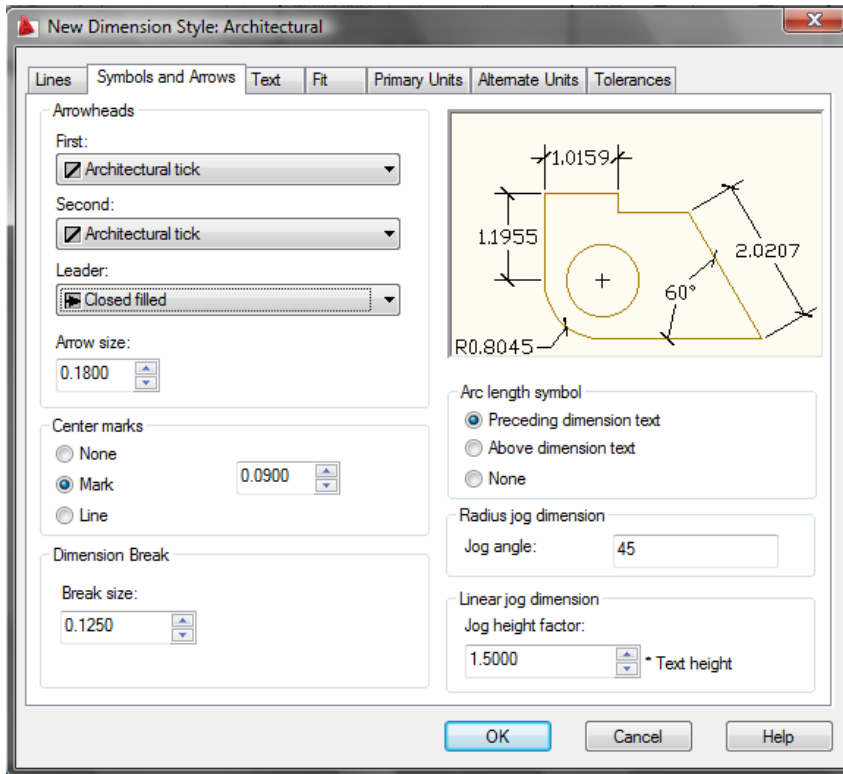 New Dimension Style: Architectural
Lines Symbols and Arrows Text Fit Primary Units Alternate Units Tolerances
Arrowheads
First:
Architectural tick
Second:
Architectural tick
Leader:
Closed filled
Arrow size:
0.1800
Center marks
None
Mark
0.0900
Line
Dimension Break
Break size:
0.1250
1.0159
1.1955
2.0207
60°
R0.8045
Arc length symbol
Preceding dimension text
Above dimension text
None
Radius jog dimension
Jog angle: 45
Linear jog dimension
Jog height factor:
1.5000 * Text height
OK Cancel Help